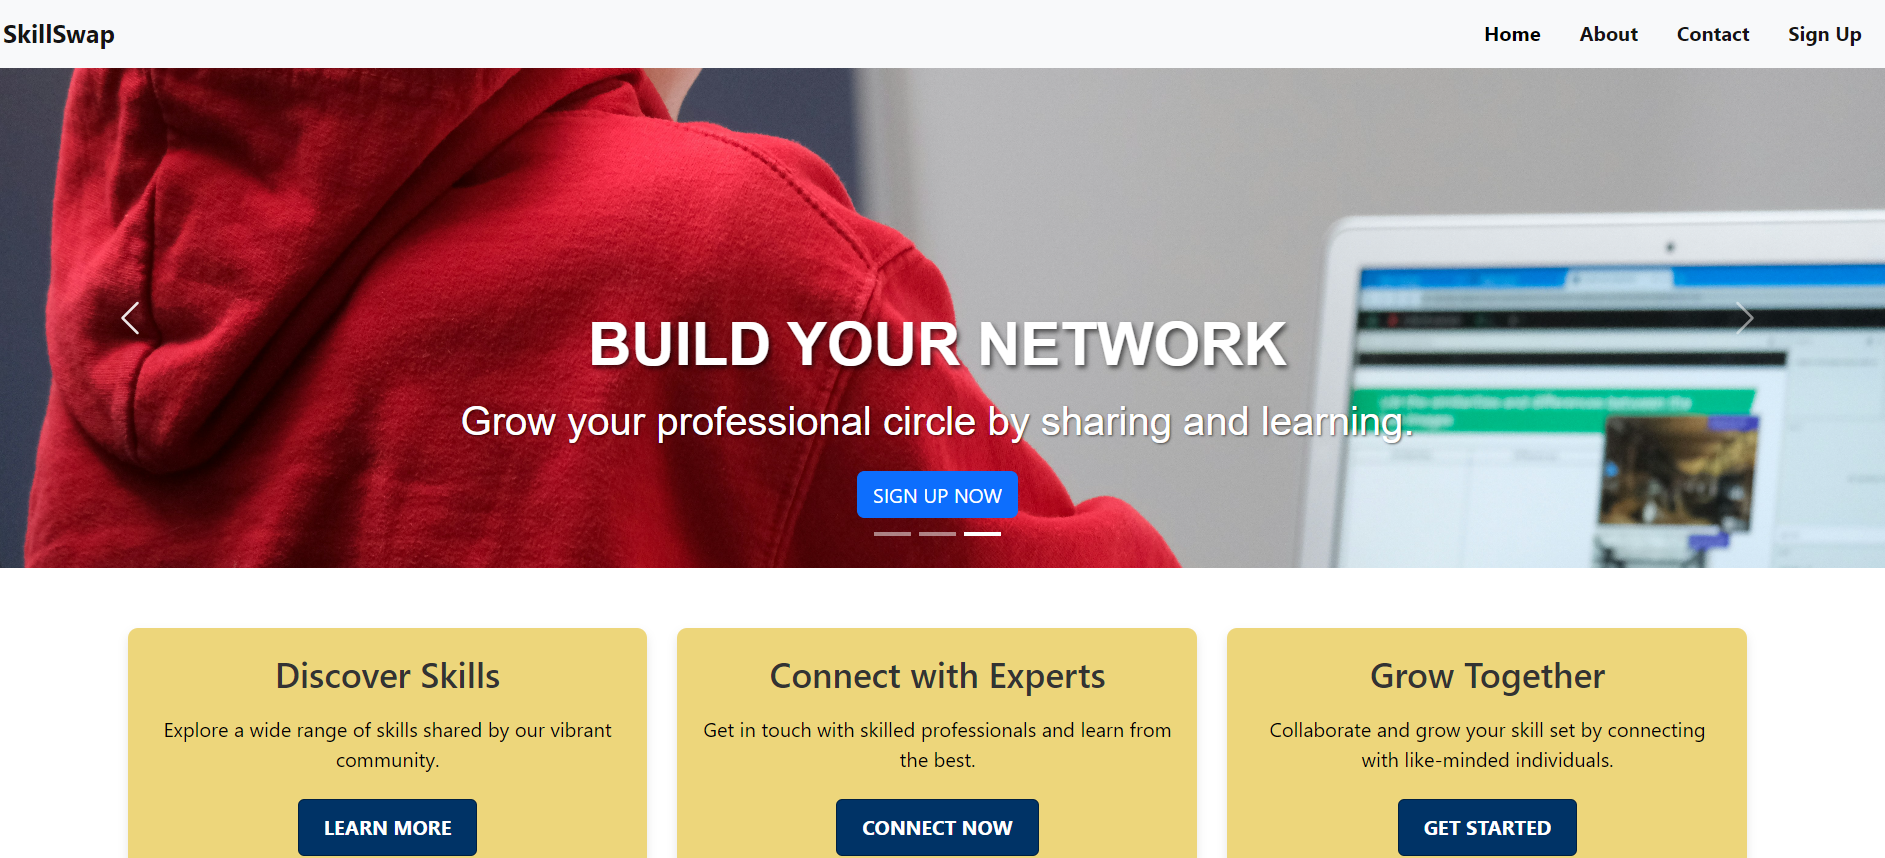 SkillSwap
Home About Contact Sign Up
BUILD YOUR NETWORK
Grow your professional circle by sharing and learning.
SIGN UP NOW
Discover Skills
Explore a wide range of skills shared by our vibrant
community.
LEARN MORE
Connect with Experts
Get in touch with skilled professionals and learn from
the best.
CONNECT NOW
Grow Together
Collaborate and grow your skill set by connecting
with like-minded individuals.
GET STARTED